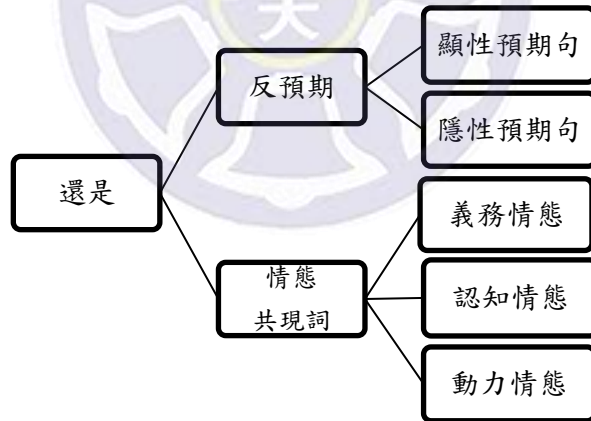 大
顯性預期句
反預期
隱性預期句
還是
義務情態
情態
共現詞
認知情態
動力情態